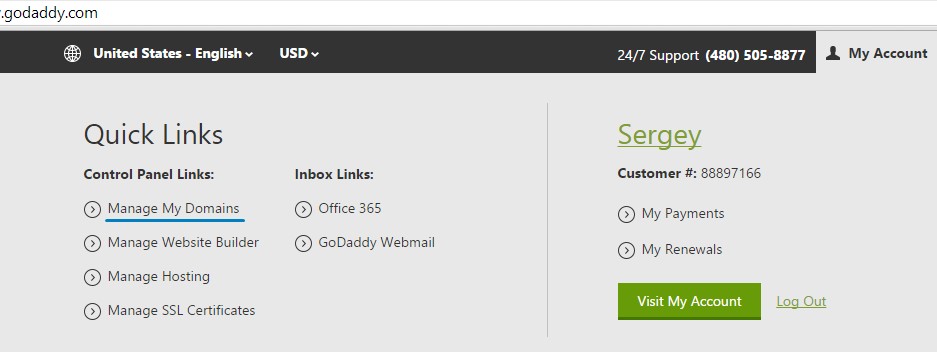 .godaddy.com
United States - English
USD
24/7 Support (480) 505-8877
My Account
Quick Links
Control Panel Links:
Manage My Domains
Manage Website Builder
Manage Hosting
Manage SSL Certificates
Inbox Links:
Office 365
GoDaddy Webmail
Sergey
Customer #: 88897166
My Payments
My Renewals
Visit My Account
Log Out